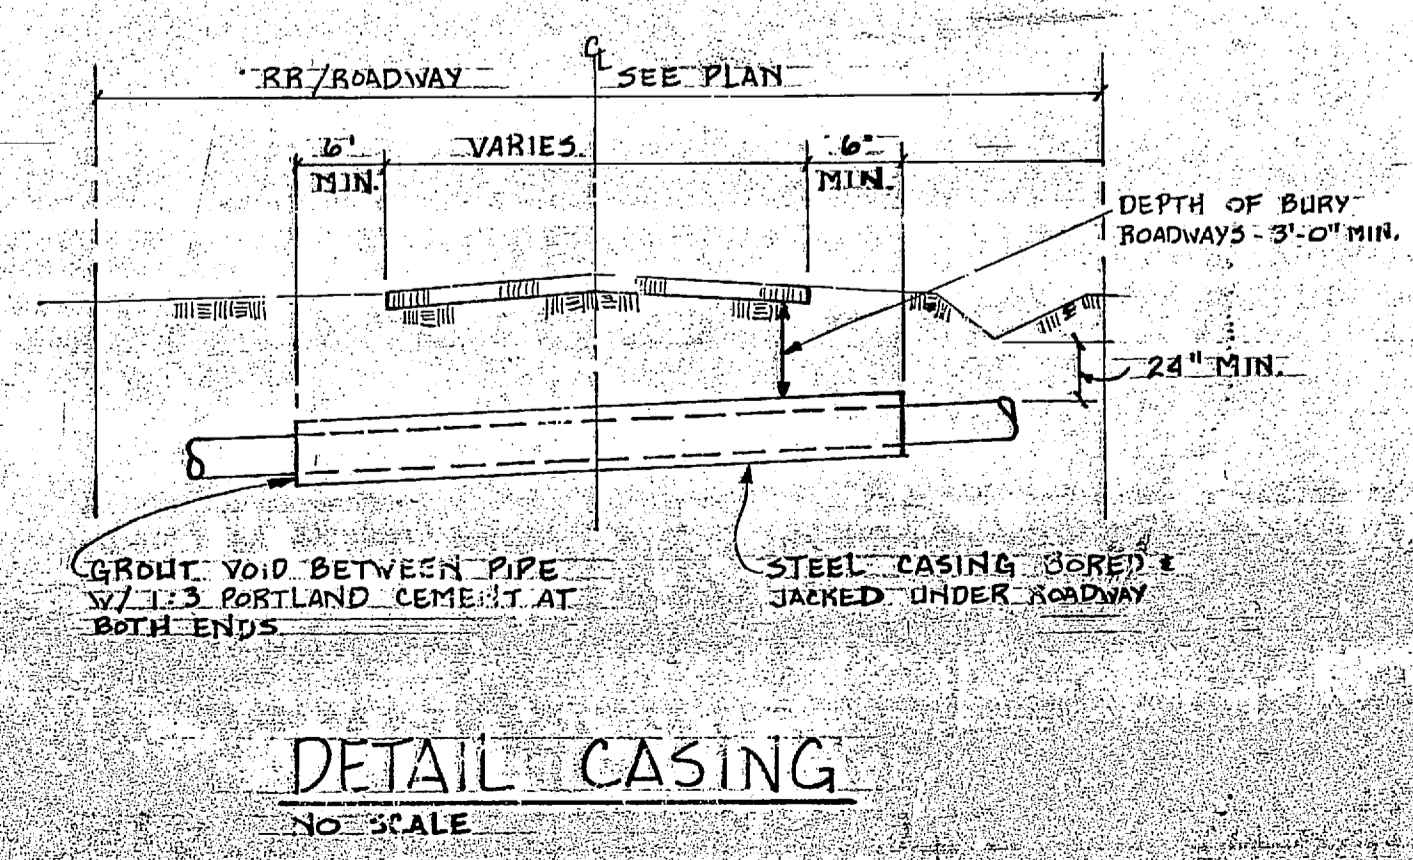 RR/ROADWAY
℄
SEE PLAN
6'
MIN.
VARIES
6'
MIN.
DEPTH OF BURY
ROADWAYS - 3'-0" MIN.
24" MIN.
GROUT VOID BETWEEN PIPE
W/ 1:3 PORTLAND CEMENT AT
BOTH ENDS
STEEL CASING BORED &
JACKED UNDER ROADWAY
DETAIL CASING
NO SCALE